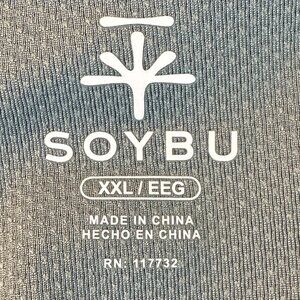 SOYBU
XXL / EEG
MADE IN CHINA
HECHO EN CHINA
RN: 117732